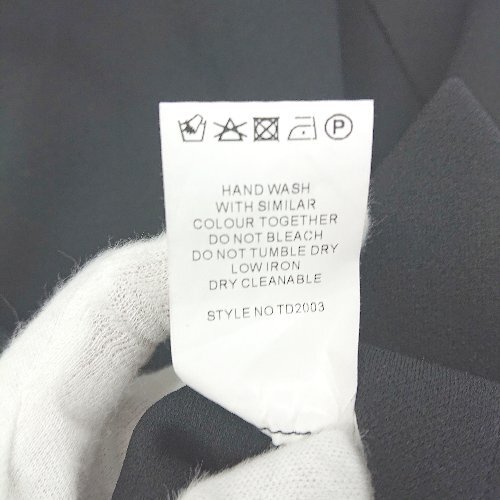 P
HAND WASH
WITH SIMILAR
COLOUR TOGETHER
DO NOT BLEACH
DO NOT TUMBLE DRY
LOW IRON
DRY CLEANABLE
STYLE NO TD2003